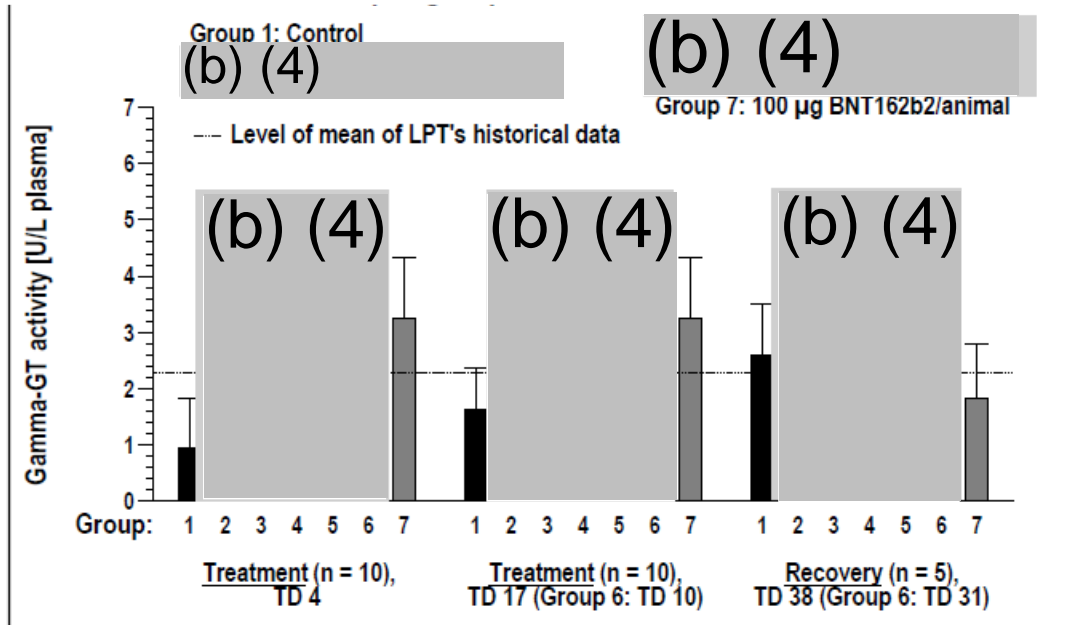 Group 1: Control
(b) (4)
(b) (4)
Group 7: 100 µg BNT162b2/animal
Level of mean of LPT's historical data
Gamma-GT activity [U/L plasma]
7
6
5
4
3
2
1
0
(b) (4)
(b) (4)
(b) (4)
Group: 1 2 3 4 5 6 7 1 2 3 4 5 6 7 1 2 3 4 5 6 7
Treatment (n = 10),
TD 4
Treatment (n = 10),
TD 17 (Group 6: TD 10)
Recovery (n = 5),
TD 38 (Group 6: TD 31)